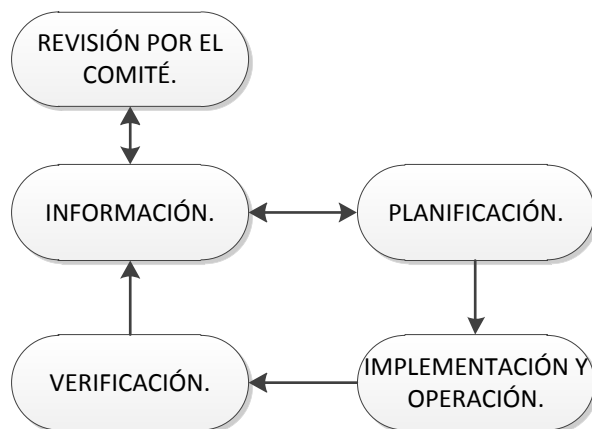 REVISIÓN POR EL
COMITÉ.
INFORMACIÓN.
PLANIFICACIÓN.
VERIFICACIÓN.
IMPLEMENTACIÓN Y
OPERACIÓN.